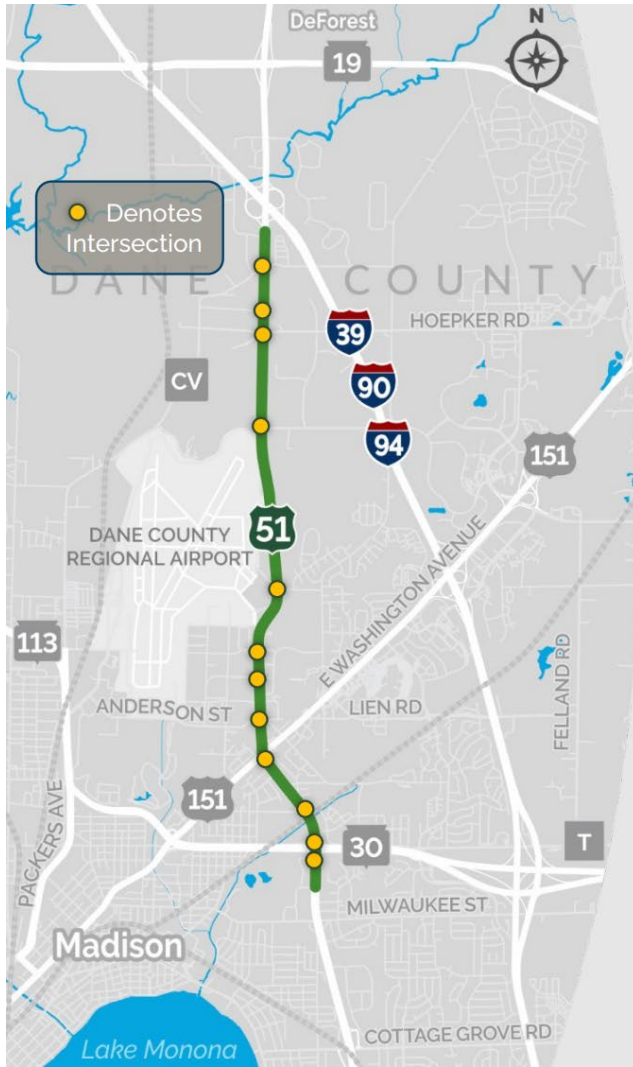 DeForest
N
19
Denotes
Intersection
DANE COUNTY
HOEPKER RD
39
CV
90
94
151
51
DANE COUNTY
REGIONAL AIRPORT
E WASHINGTON AVENUE
113
ANDERSON ST
LIEN RD
FELLAND RD
151
PACKERS AVE
30
T
MILWAUKEE ST
Madison
COTTAGE GROVE RD
Lake Monona